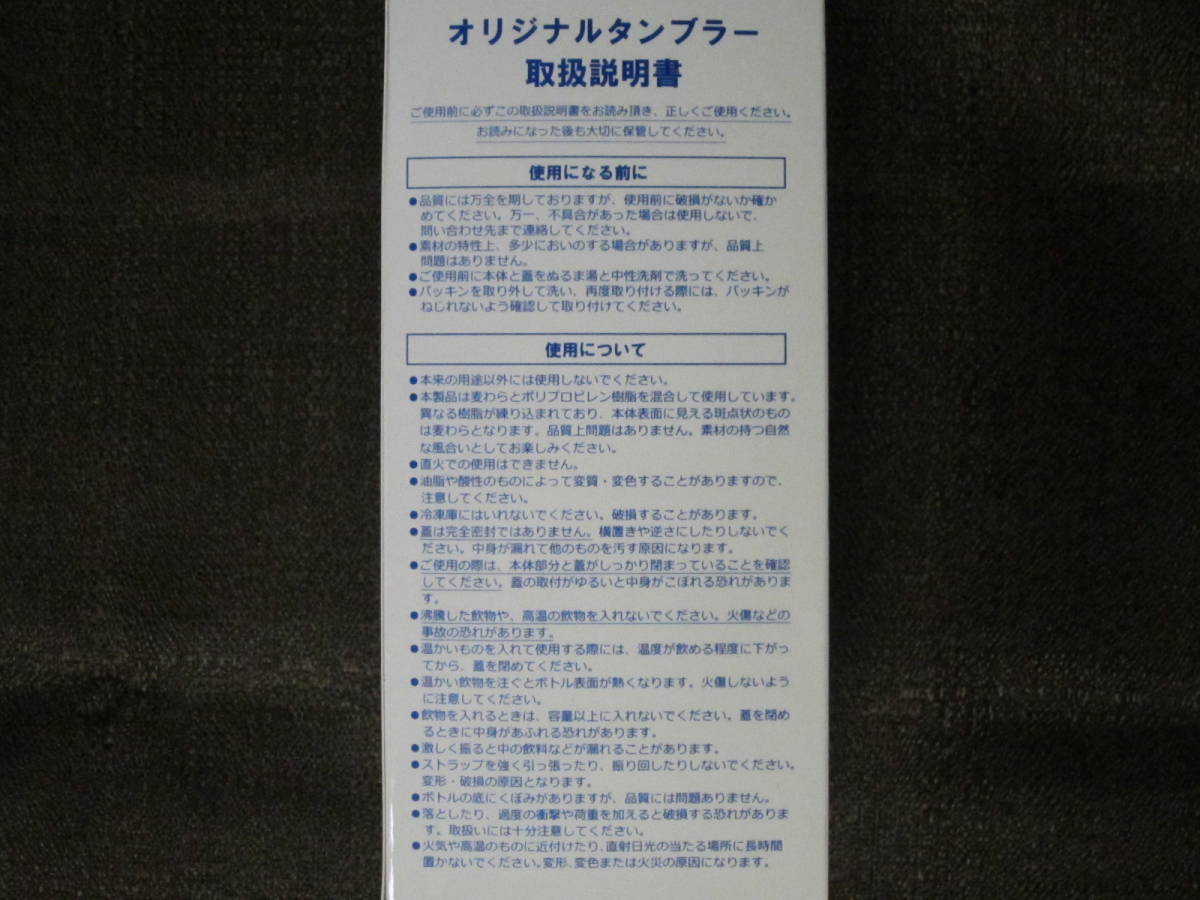 オリジナルタンブラー
取扱説明書
ご使用前に必ずこの取扱説明書をお読み頂き、正しくご使用ください。
お読みになった後も大切に保管してください。
使用になる前に
●品質には万全を期しておりますが、使用前に破損がないか確か
めてください。万一、不具合があった場合は使用しないで、
問い合わせ先まで連絡してください。
●素材の特性上、多少においのする場合がありますが、品質上
問題はありません。
●ご使用前に本体と蓋をぬるま湯と中性洗剤で洗ってください。
●パッキンを取り外して洗い、再度取り付ける際には、パッキンが
ねじれないよう確認して取り付けてください。
使用について
●本来の用途以外には使用しないでください。
●本製品は麦わらとポリプロピレン樹脂を混合して使用しています。
異なる樹脂が練り込まれており、本体表面に見える斑点状のもの
は麦わらとなります。品質上問題はありません。素材の持つ自然
な風合いとしてお楽しみください。
●直火での使用はできません。
●油脂や酸性のものによって変質・変色することがありますので、
注意してください。
●冷凍庫にはいれないでください。破損することがあります。
●蓋は完全密封ではありません。横置きや逆さにしたりしないでく
ださい。中身が漏れて他のものを汚す原因になります。
●ご使用の際は、本体部分と蓋がしっかり閉まっていることを確認
してください。蓋の取付がゆるいと中身がこぼれる恐れがありま
す。
●沸騰した飲物や、高温の飲物を入れないでください。火傷などの
事故の恐れがあります。
●温かいものを入れて使用する際には、温度が飲める程度に下がっ
てから、蓋を閉めてください。
●温かい飲物を注ぐとボトル表面が熱くなります。火傷しないよう
に注意してください。
●飲物を入れるときは、容量以上に入れないでください。蓋を閉め
るときに中身があふれる恐れがあります。
●激しく振ると中の飲料などが漏れることがあります。
●ストラップを強く引っ張ったり、振り回したりしないでください。
変形・破損の原因となります。
●ボトルの底にくぼみがありますが、品質には問題ありません。
●落としたり、過度の衝撃や荷重を加えると破損する恐れがありま
す。取扱いには十分注意してください。
●火気や高温のものに近付けたり、直射日光の当たる場所に長時間
置かないでください。変形、変色または火災の原因になります。